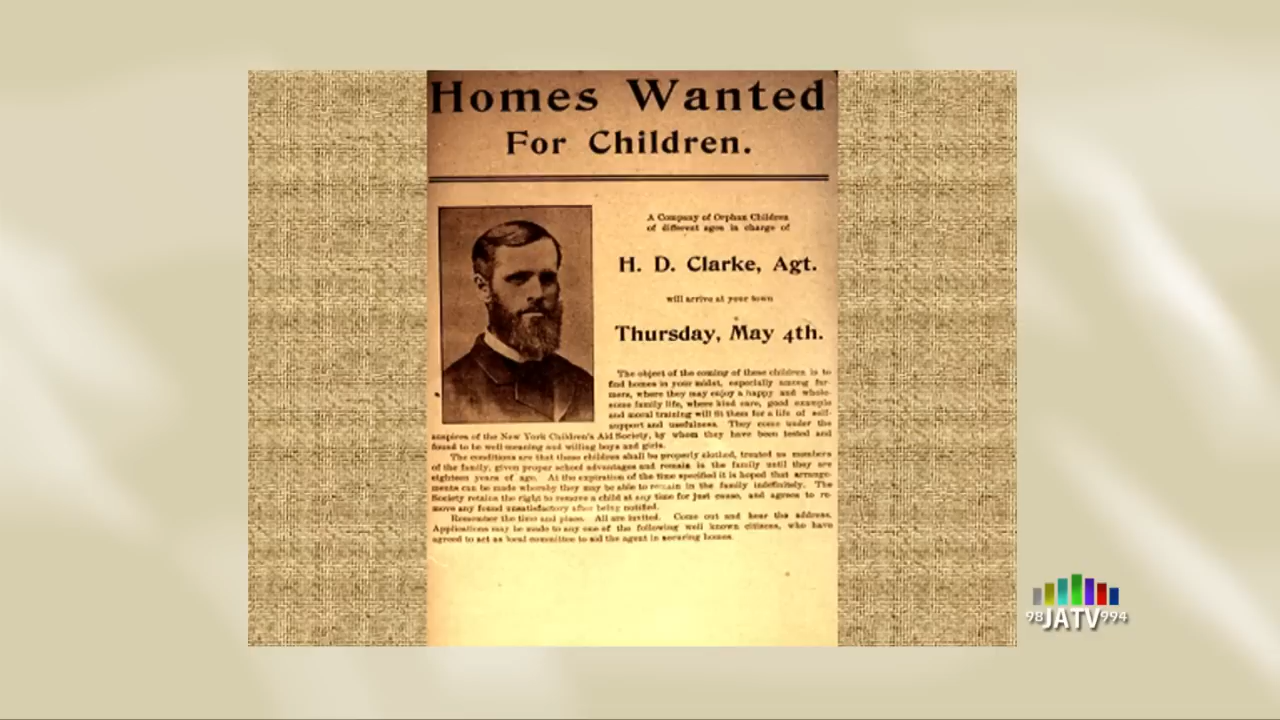 Homes Wanted
For Children.
A Company of Orphan Children
of different ages in charge of
H. D. Clarke, Agt.
will arrive at your town
Thursday, May 4th.
The object of the coming of these children is to
find homes in your midst, especially among far-
mers, where they may enjoy a happy and whole-
some family life, where kind care, good example
and moral training will fit them for a life of self-
support and usefulness. They come under the
auspices of the New York Children's Aid Society, by whom they have been tested and
found to be well-meaning and willing boys and girls.
The conditions are that these children shall be properly clothed, treated as members
of the family, given proper school advantages and remain in the family until they are
eighteen years of age. At the expiration of the time specified it is hoped that arrange-
ments can be made whereby they may be able to remain in the family indefinitely. The
Society retains the right to remove a child at any time for just cause, and agrees to re-
move any found unsatisfactory after being notified.
Remember the time and place. All are invited. Come out and hear the address.
Applications may be made to any one of the following well known citizens, who have
agreed to act as local committee to aid the agent in securing homes
98 JATV 994